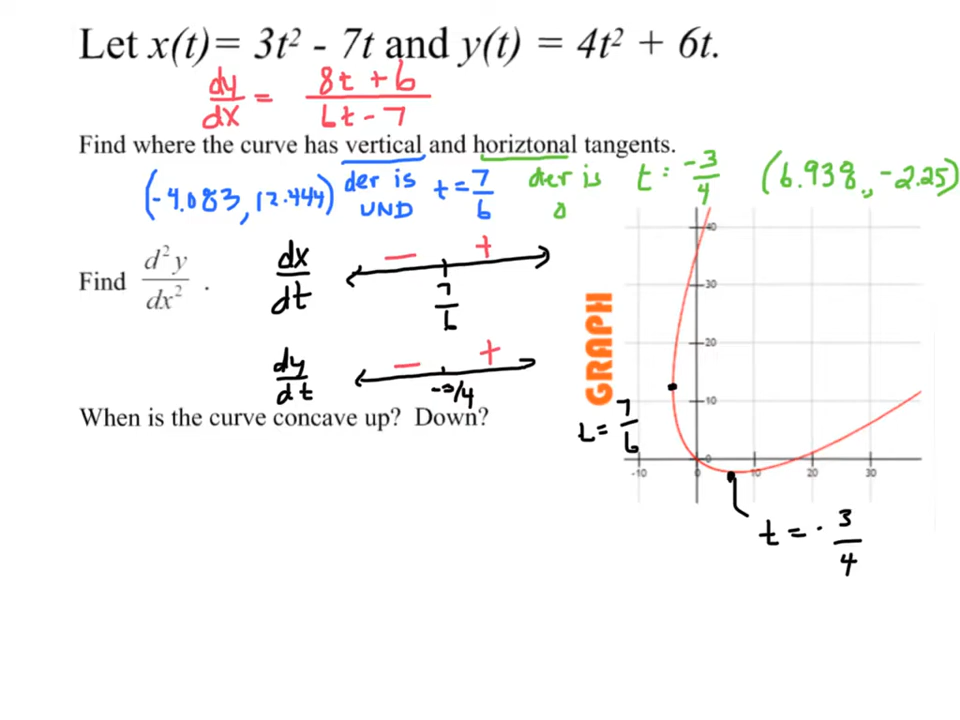 Let x(t)= 3t² - 7t and y(t) = 4t² + 6t.
dy/dx = 8t + 6 / 6t - 7
Find where the curve has vertical and horiztonal tangents.
(-4.083, 12.444) der is UND t = 7/6 der is 0 t: -3/4 (6.938, -2.25)
Find d²y/dx² .
dx/dt - + 7/6
dy/dt - + -3/4
When is the curve concave up? Down?
GRAPH
40
30
20
10
0
-10 0 10 20 30
t = 7/6
t = -3/4